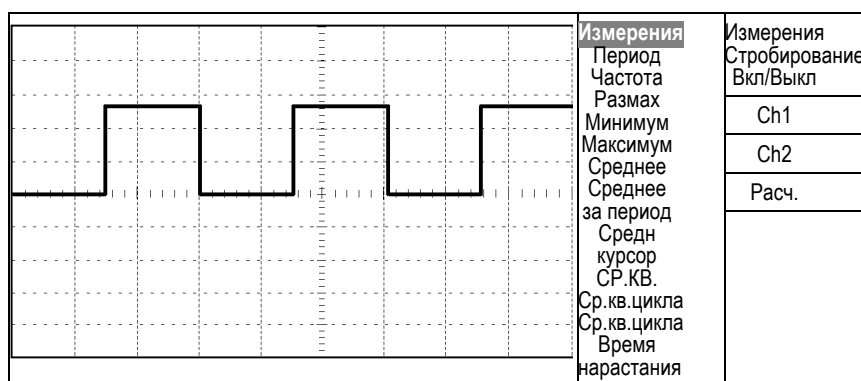 Измерения
Период
Частота
Размах
Минимум
Максимум
Среднее
Среднее
за период
Средн
курсор
СР.КВ.
Ср.кв.цикла
Ср.кв.цикла
Время
нарастания
Измерения
Стробирование
Вкл/Выкл
Ch1
Ch2
Расч.